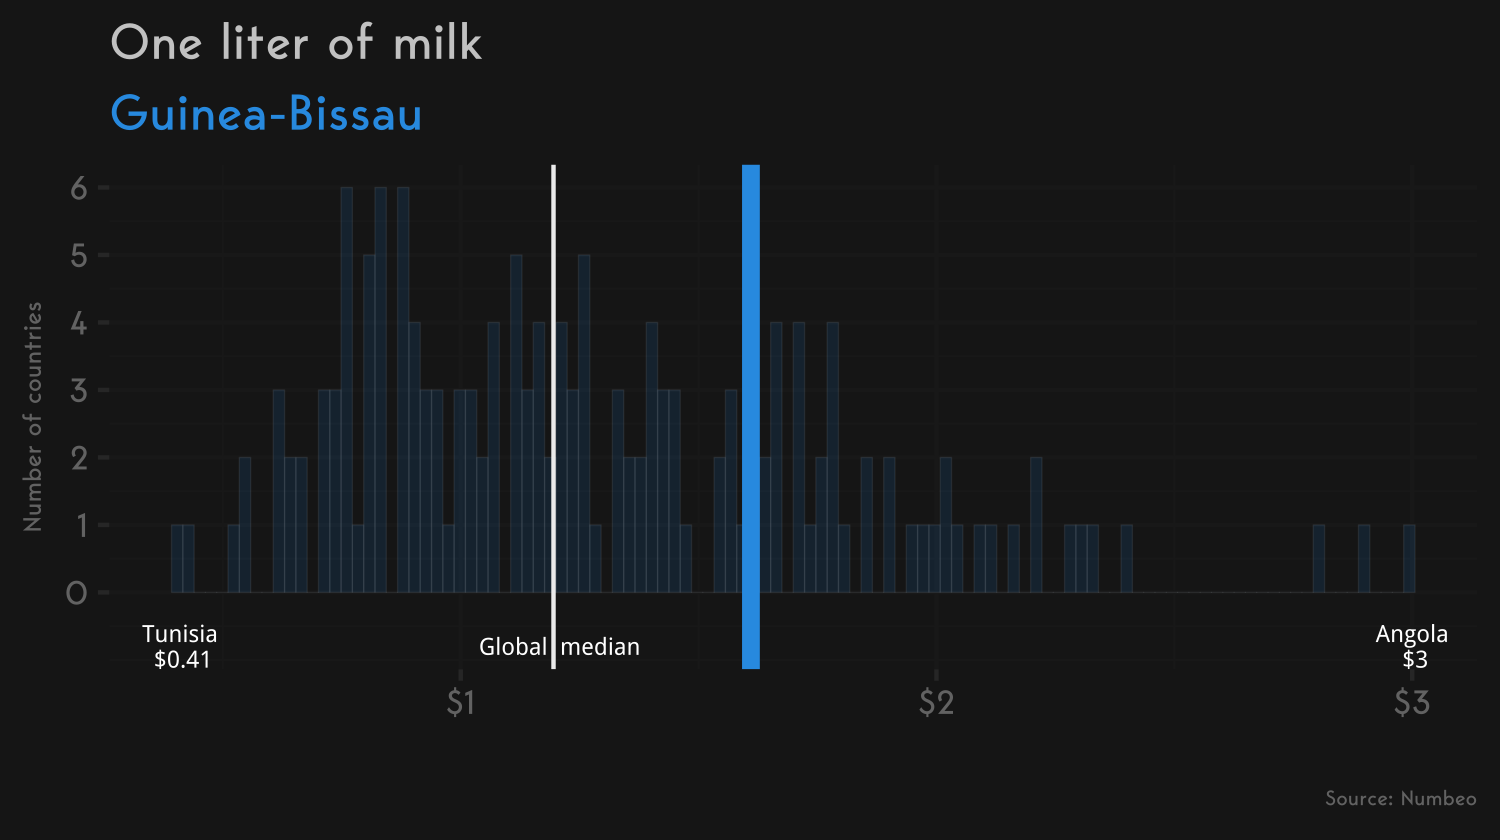 One liter of milk
Guinea-Bissau
Number of countries
6
5
4
3
2
1
0
Tunisia
$0.41
Global median
Angola
$3
$1
$2
$3
Source: Numbeo